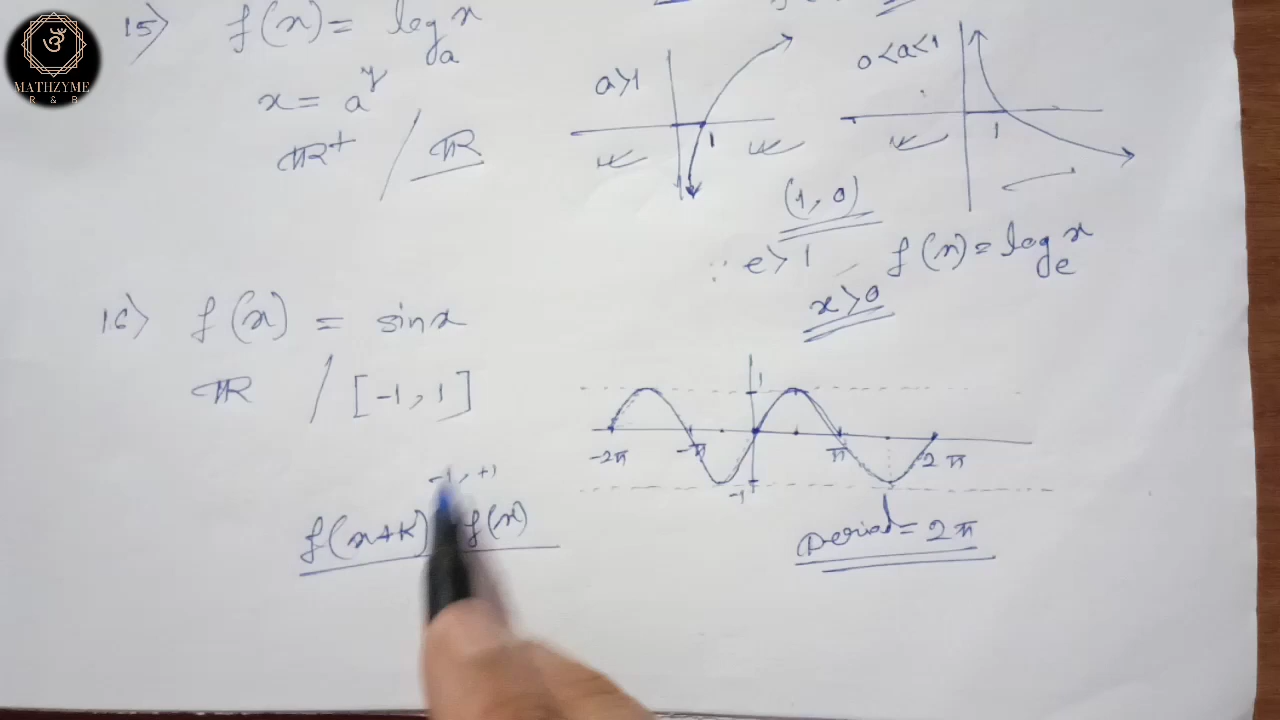 ॐ
MATHZYME
R & B
15) f(x) = log_a x
x = a^y
ℝ+ / ℝ
a>1
1
0<a<1
1
(1, 0)
∵ e>1 f(x) = log_e x
x>0
16) f(x) = sinx
ℝ / [-1, 1]
1
-2π -π π 2π
-1
-1, +1
f(x+K) f(x)
period = 2π